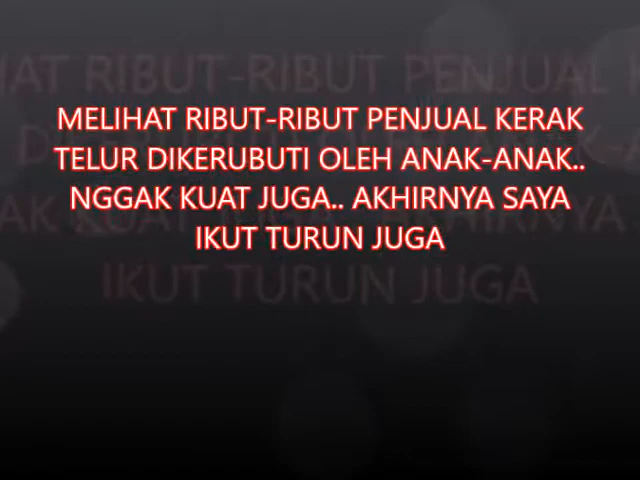 MELIHAT RIBUT-RIBUT PENJUAL KERAK
TELUR DIKERUBUTI OLEH ANAK-ANAK..
NGGAK KUAT JUGA.. AKHIRNYA SAYA
IKUT TURUN JUGA